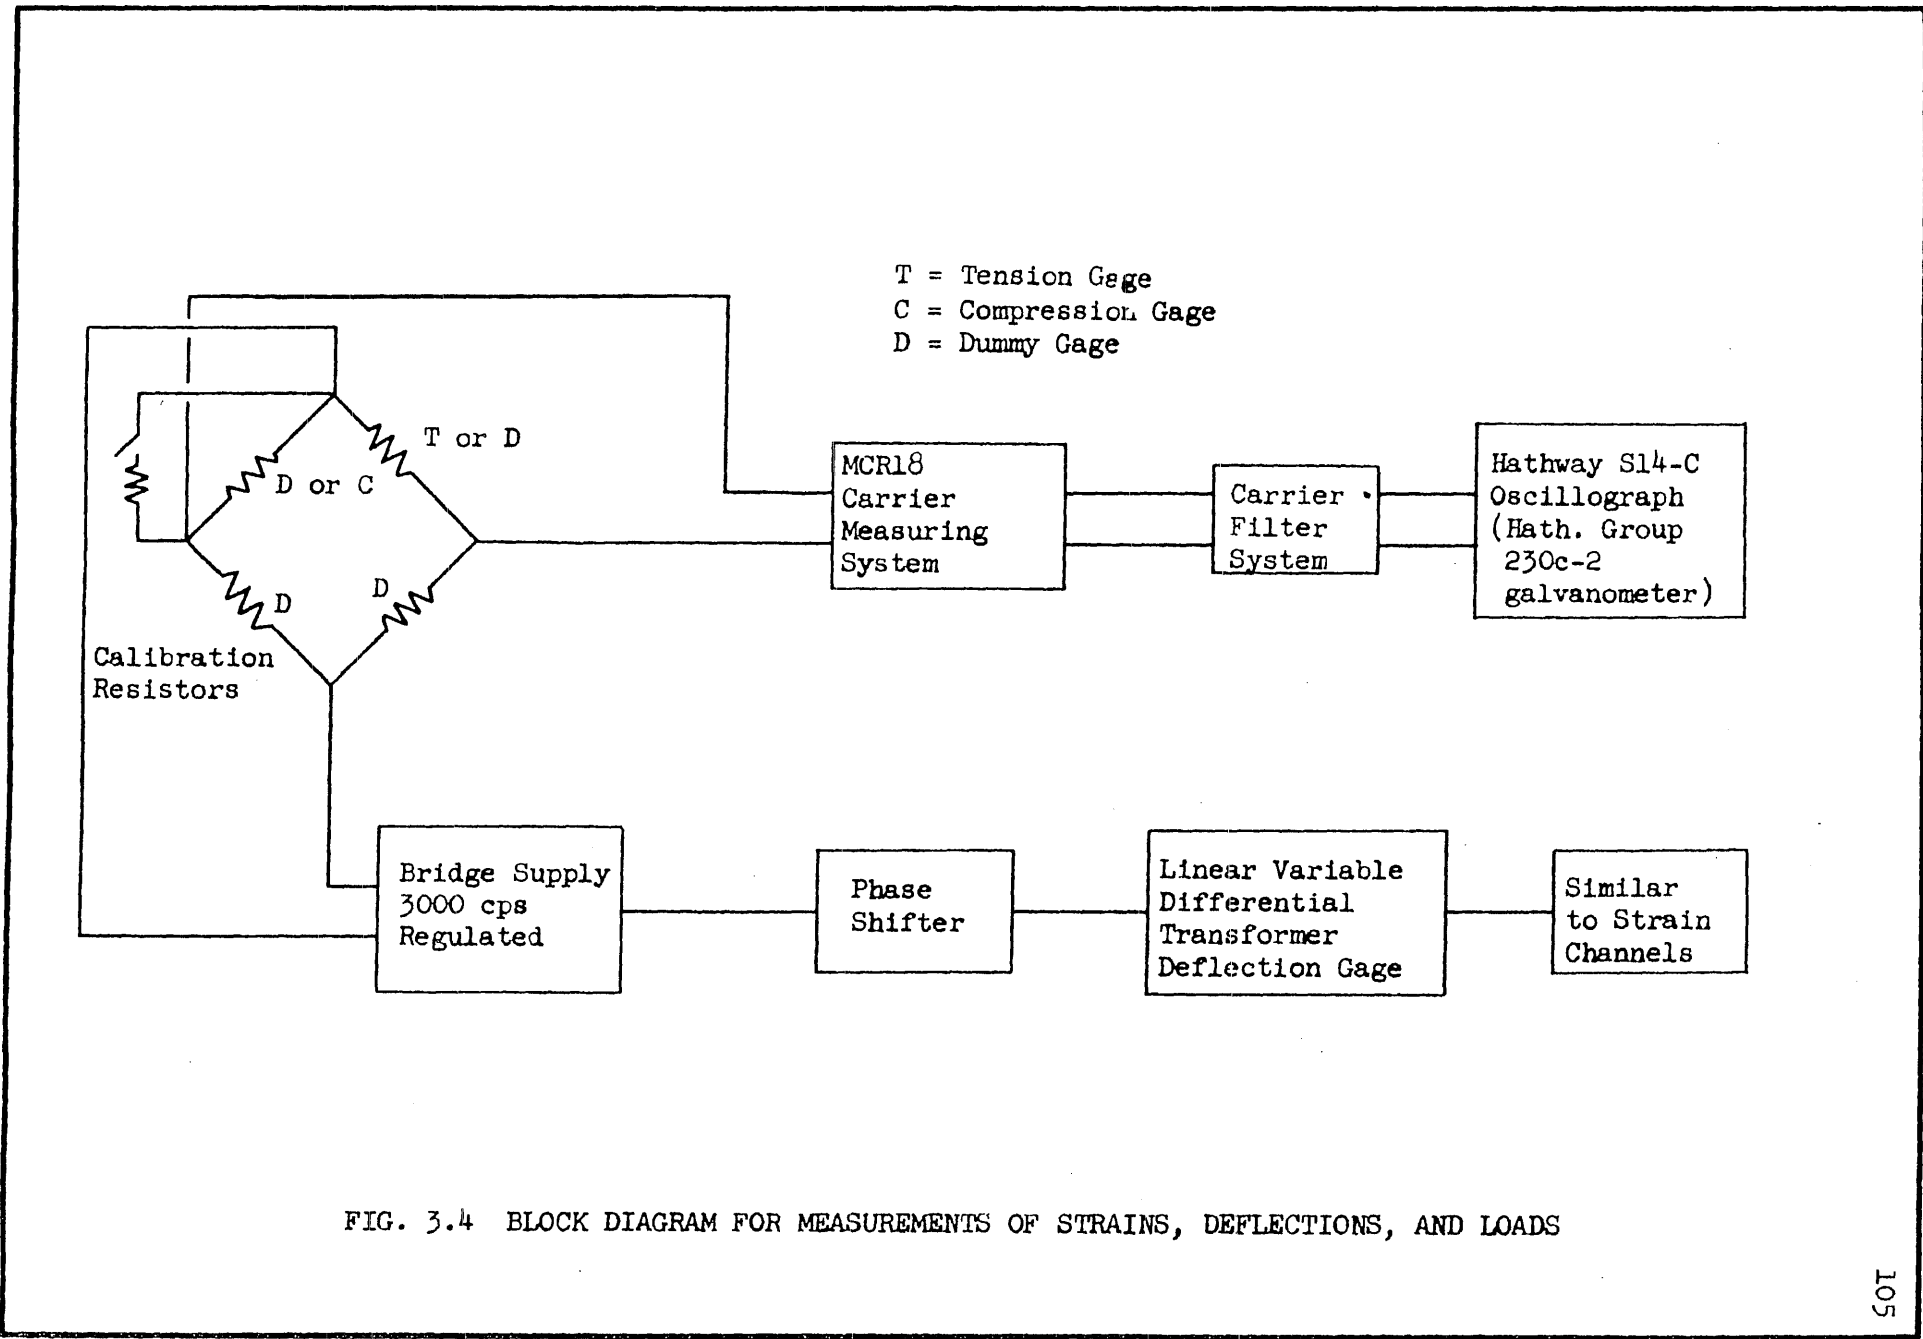 T = Tension Gage
C = Compression Gage
D = Dummy Gage
T or D
D or C
D
D
Calibration
Resistors
MCR18
Carrier
Measuring
System
Carrier
Filter
System
Hathway S14-C
Oscillograph
(Hath. Group
230c-2
galvanometer)
Bridge Supply
3000 cps
Regulated
Phase
Shifter
Linear Variable
Differential
Transformer
Deflection Gage
Similar
to Strain
Channels
FIG. 3.4 BLOCK DIAGRAM FOR MEASUREMENTS OF STRAINS, DEFLECTIONS, AND LOADS
105